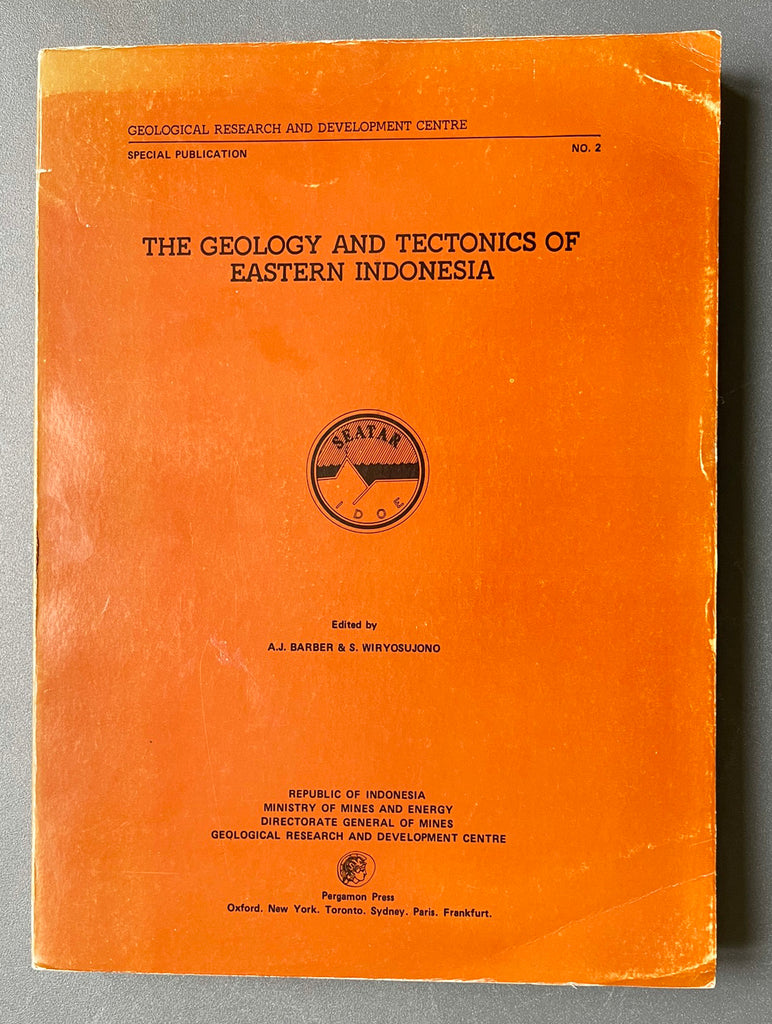 GEOLOGICAL RESEARCH AND DEVELOPMENT CENTRE
SPECIAL PUBLICATION NO. 2
THE GEOLOGY AND TECTONICS OF
EASTERN INDONESIA
SEATAR
IDOE
Edited by
A.J. BARBER & S. WIRYOSUJONO
REPUBLIC OF INDONESIA
MINISTRY OF MINES AND ENERGY
DIRECTORATE GENERAL OF MINES
GEOLOGICAL RESEARCH AND DEVELOPMENT CENTRE
Pergamon Press
Oxford. New York. Toronto. Sydney. Paris. Frankfurt.